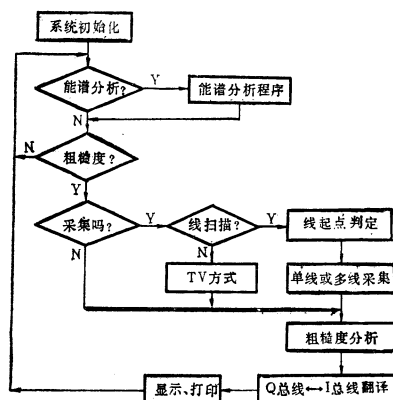 系统初始化
能谱分析?
Y
能谱分析程序
N
N
粗糙度?
Y
采集吗?
Y
线扫描?
Y
线起点判定
N
N
TV方式
单线或多线采集
粗糙度分析
显示、打印
Q总线↔I总线翻译